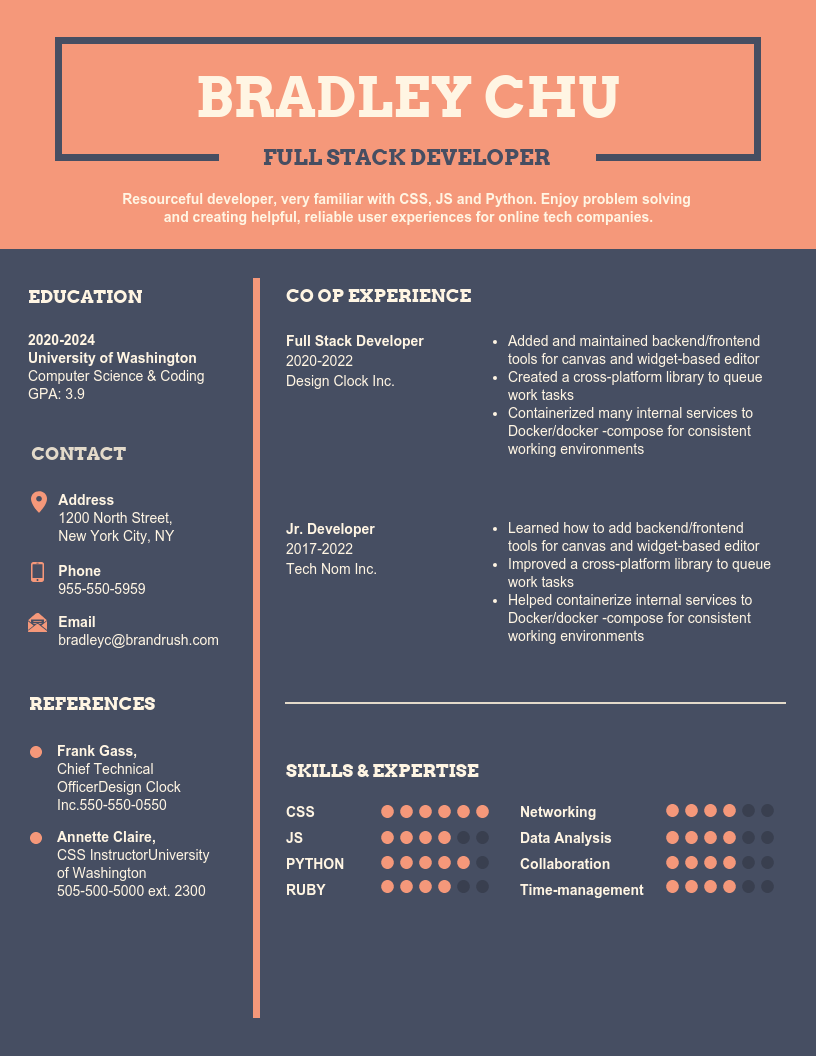 BRADLEY CHU
FULL STACK DEVELOPER
Resourceful developer, very familiar with CSS, JS and Python. Enjoy problem solving
and creating helpful, reliable user experiences for online tech companies.
EDUCATION
2020-2024
University of Washington
Computer Science & Coding
GPA: 3.9
CONTACT
Address
1200 North Street,
New York City, NY
Phone
955-550-5959
Email
bradleyc@brandrush.com
REFERENCES
Frank Gass,
Chief Technical
OfficerDesign Clock
Inc.550-550-0550
Annette Claire,
CSS InstructorUniversity
of Washington
505-500-5000 ext. 2300
CO OP EXPERIENCE
Full Stack Developer
2020-2022
Design Clock Inc.
• Added and maintained backend/frontend
tools for canvas and widget-based editor
• Created a cross-platform library to queue
work tasks
• Containerized many internal services to
Docker/docker -compose for consistent
working environments
Jr. Developer
2017-2022
Tech Nom Inc.
• Learned how to add backend/frontend
tools for canvas and widget-based editor
• Improved a cross-platform library to queue
work tasks
• Helped containerize internal services to
Docker/docker -compose for consistent
working environments
SKILLS & EXPERTISE
CSS
JS
PYTHON
RUBY
Networking
Data Analysis
Collaboration
Time-management